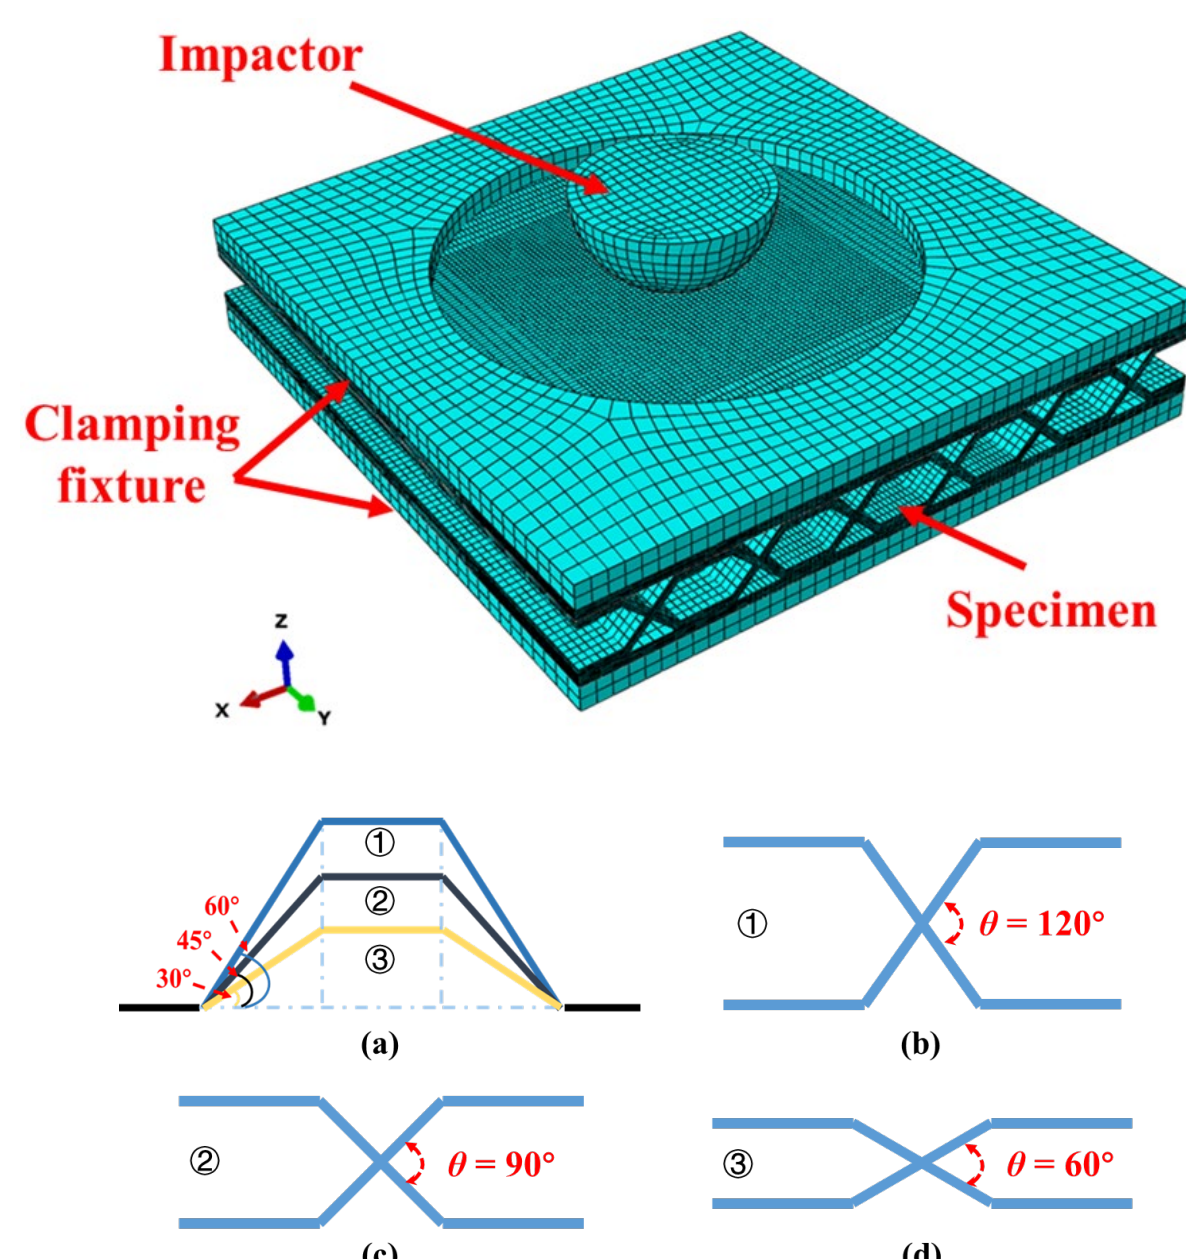 Impactor
Clamping
fixture
Specimen
Z
X
Y
①
②
③
60°
45°
30°
(a)
①
θ = 120°
(b)
②
θ = 90°
(c)
③
θ = 60°
(d)